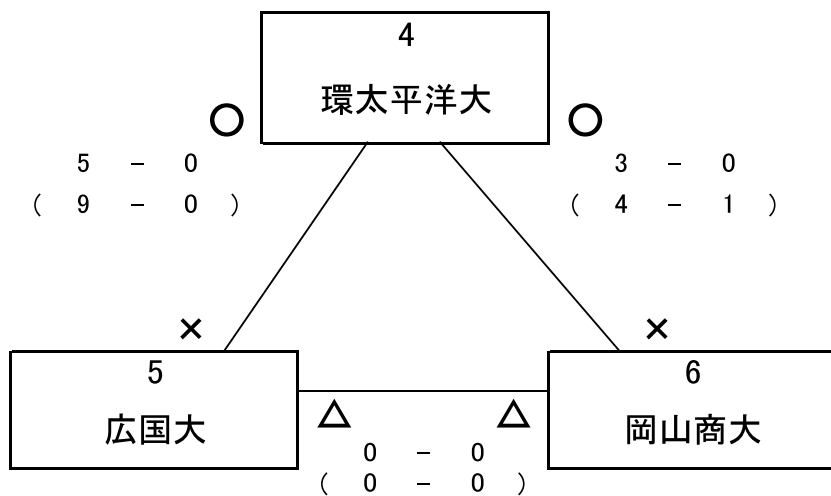 4
環太平洋大
○ ○
5 － 0
( 9 － 0 )
3 － 0
( 4 － 1 )
× ×
5
広国大
6
岡山商大
△ △
0 － 0
( 0 － 0 )